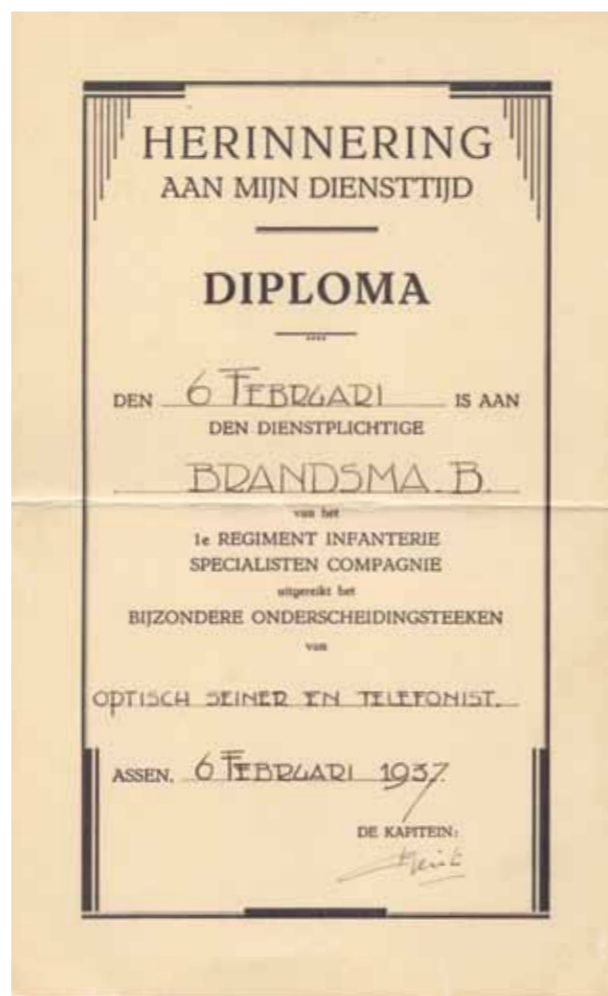 HERINNERING
AAN MIJN DIENSTTIJD
DIPLOMA
DEN 6 FEBRUARI IS AAN
DEN DIENSTPLICHTIGE
BRANDSMA. B.
van het
1e REGIMENT INFANTERIE
SPECIALISTEN COMPAGNIE
uitgereikt het
BIJZONDERE ONDERSCHEIDINGSTEEKEN
van
OPTISCH SEINER EN TELEFONIST.
ASSEN, 6 FEBRUARI 1937.
DE KAPITEIN: